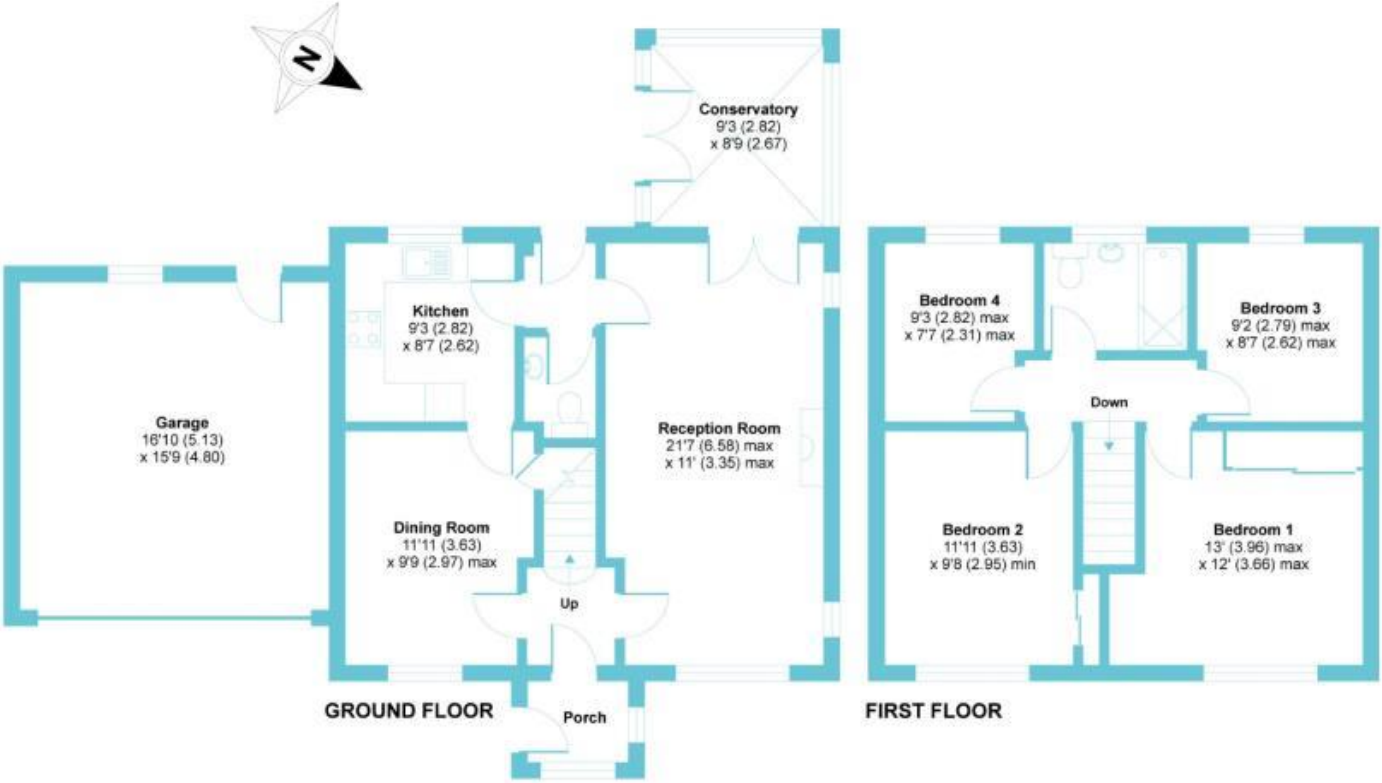 N
Conservatory
9'3 (2.82)
x 8'9 (2.67)
Kitchen
9'3 (2.82)
x 8'7 (2.62)
Garage
16'10 (5.13)
x 15'9 (4.80)
Reception Room
21'7 (6.58) max
x 11' (3.35) max
Dining Room
11'11 (3.63)
x 9'9 (2.97) max
Up
Porch
GROUND FLOOR
Bedroom 4
9'3 (2.82) max
x 7'7 (2.31) max
Bedroom 3
9'2 (2.79) max
x 8'7 (2.62) max
Down
Bedroom 2
11'11 (3.63)
x 9'8 (2.95) min
Bedroom 1
13' (3.96) max
x 12' (3.66) max
FIRST FLOOR